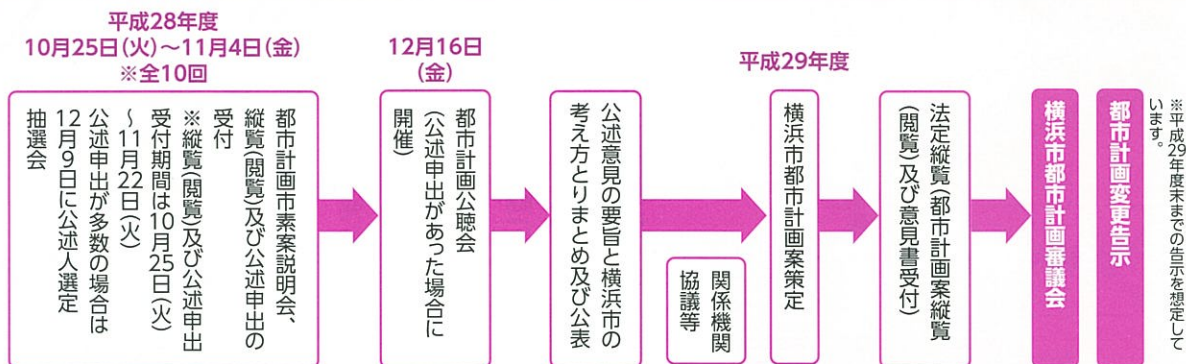 平成28年度
10月25日(火)～11月4日(金)
※全10回
都市計画市素案説明会、
縦覧(閲覧)及び公述申出の
受付
※縦覧(閲覧)及び公述申出
受付期間は10月25日(火)
～11月22日(火)
公述申出が多数の場合は
12月9日に公述人選定
抽選会
12月16日
(金)
都市計画公聴会
(公述申出があった場合に
開催)
平成29年度
公述意見の要旨と横浜市の
考え方とりまとめ及び公表
関係機関
協議等
横浜市都市計画案策定
法定縦覧(都市計画案縦覧
(閲覧)及び意見書受付)
横浜市都市計画審議会
都市計画変更告示
※平成29年度末までの告示を想定して
います。